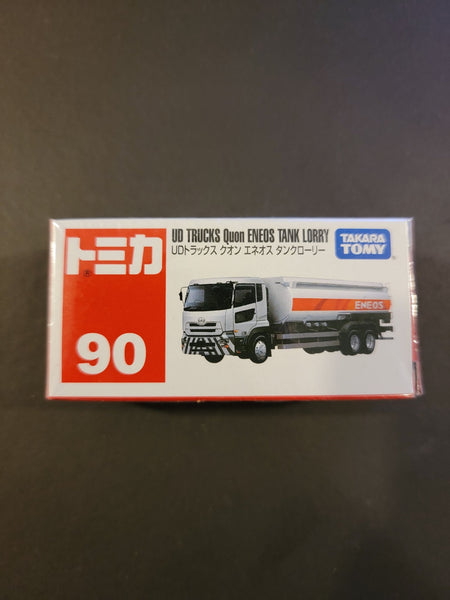 トミカ®
90
UD TRUCKS Quon ENEOS TANK LORRY
UDトラックス クオン エネオス タンクローリー
TAKARA
TOMY®
ENEOS